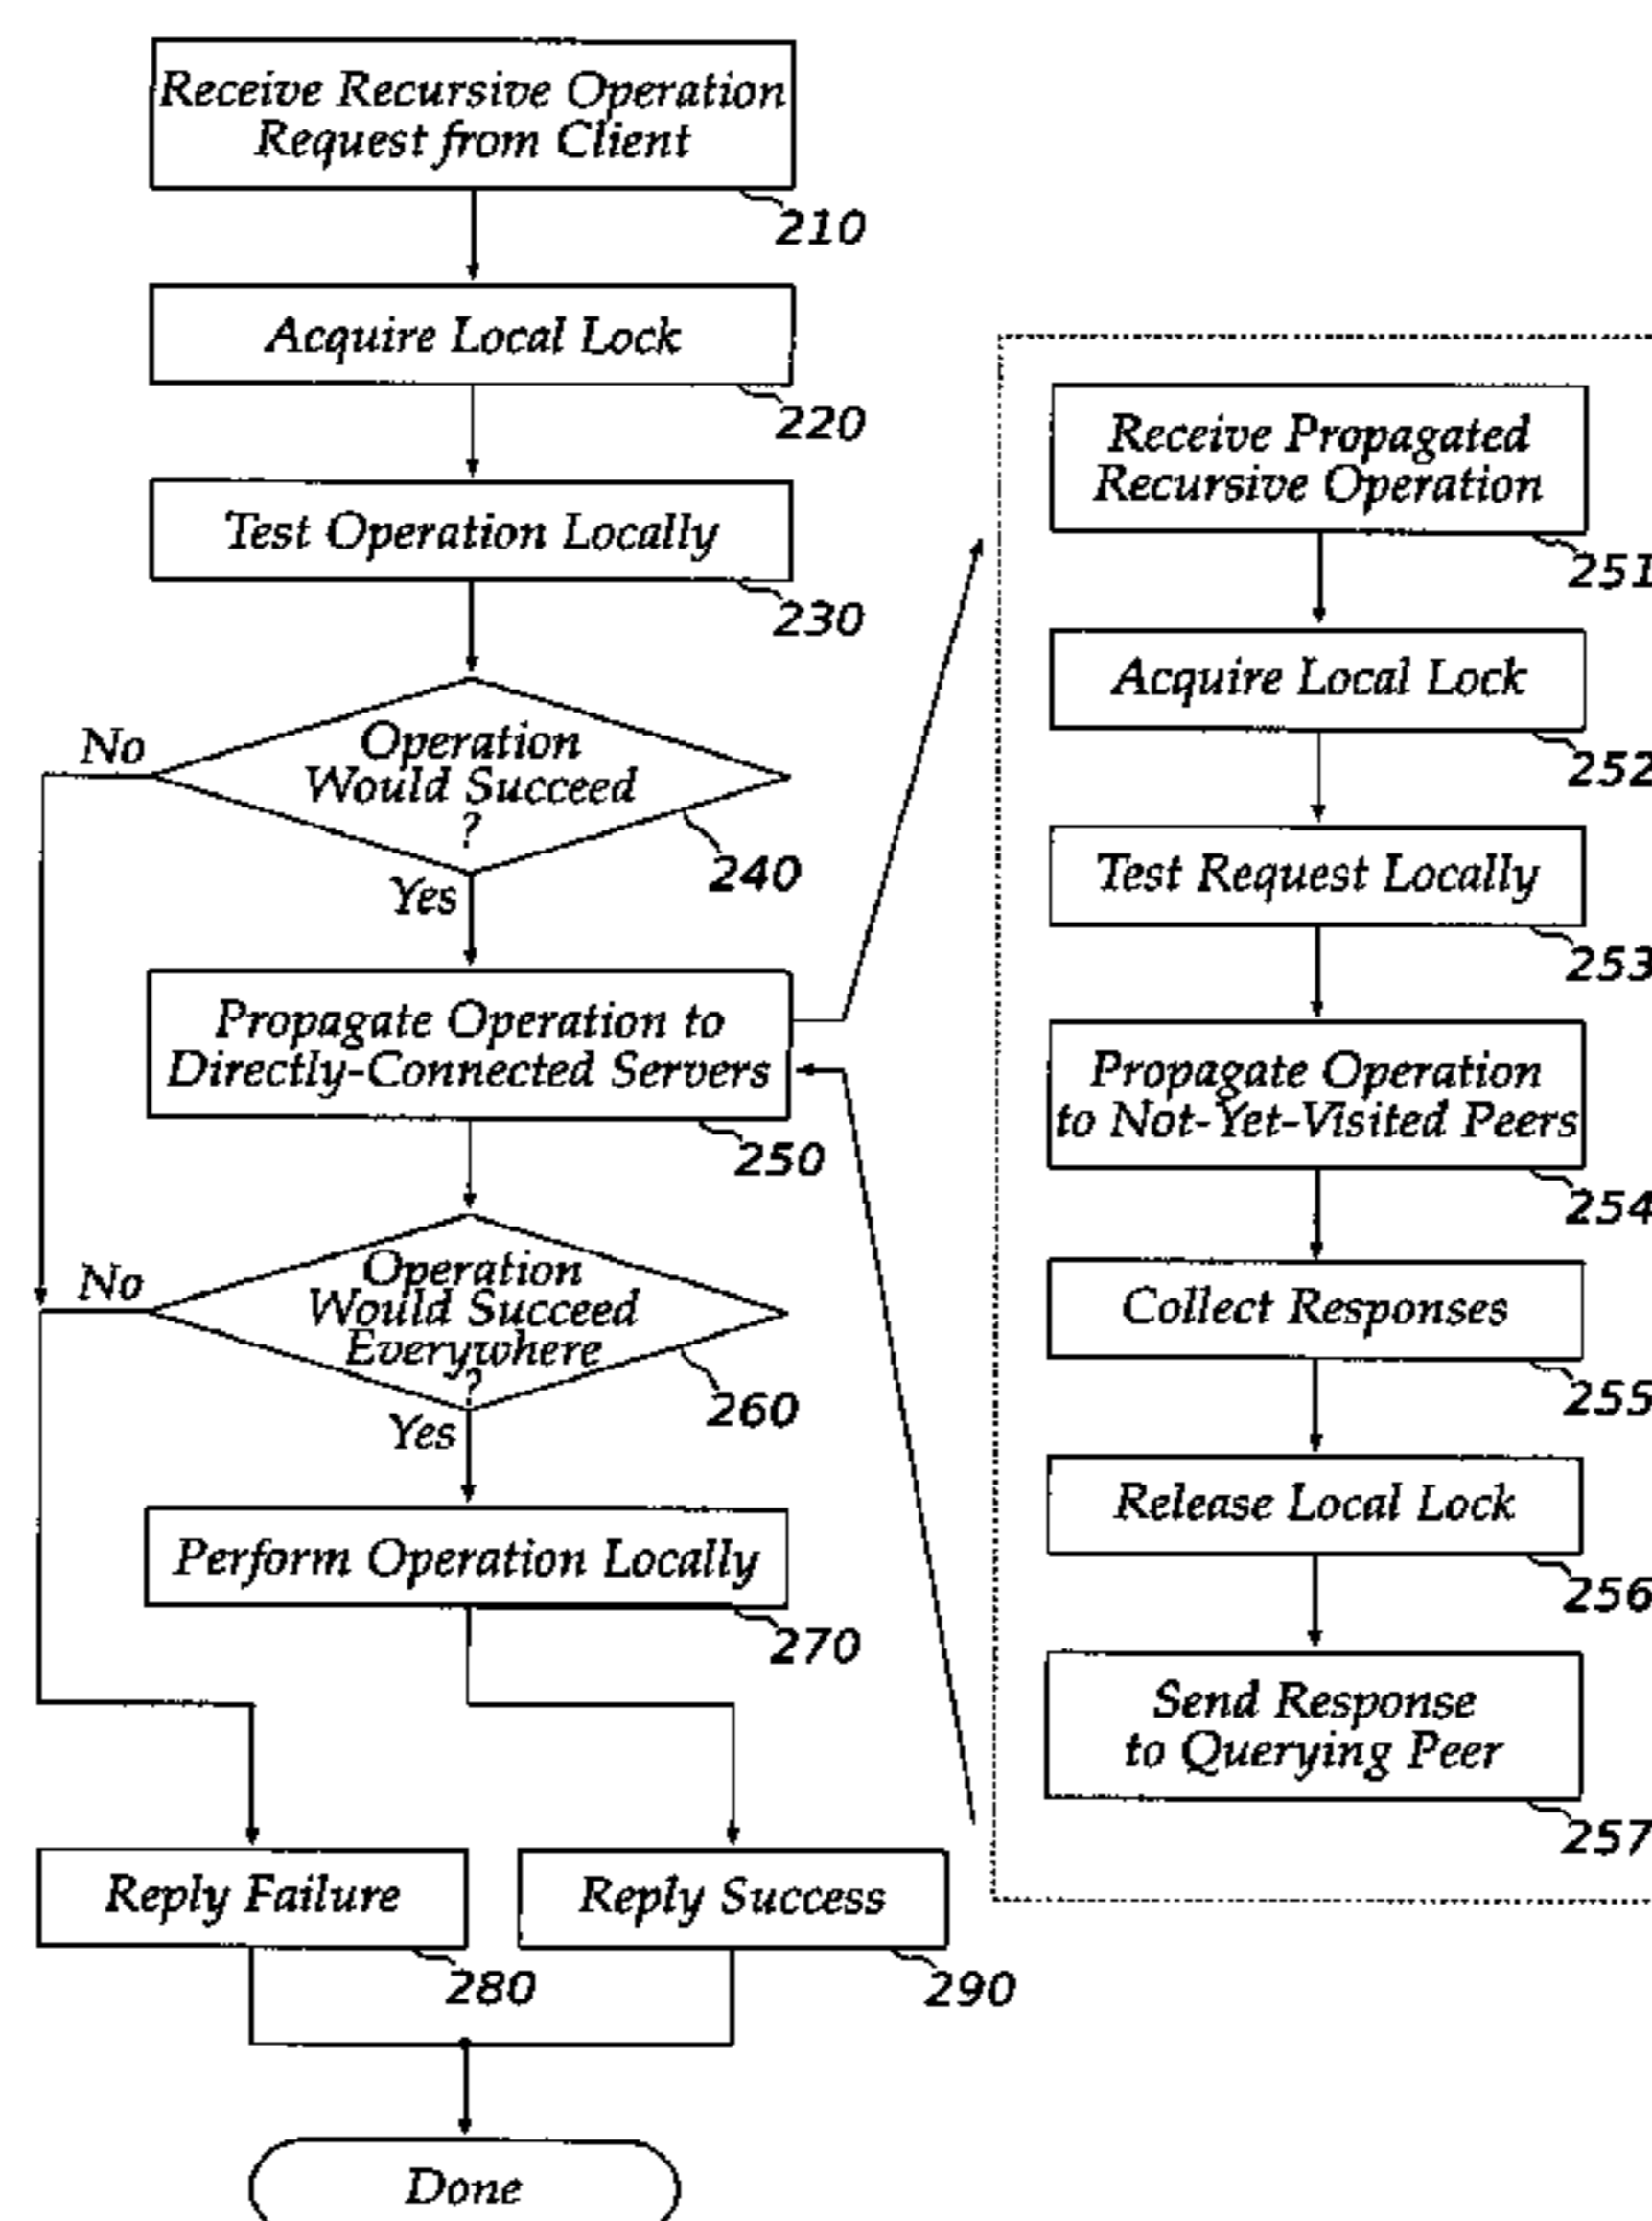 Receive Recursive Operation
Request from Client
210
Acquire Local Lock
220
Test Operation Locally
230
Operation
Would Succeed
?
No
Yes
240
Propagate Operation to
Directly-Connected Servers
250
Operation
Would Succeed
Everywhere
?
No
Yes
260
Perform Operation Locally
270
Reply Failure
280
Reply Success
290
Done
Receive Propagated
Recursive Operation
251
Acquire Local Lock
252
Test Request Locally
253
Propagate Operation
to Not-Yet-Visited Peers
254
Collect Responses
255
Release Local Lock
256
Send Response
to Querying Peer
257